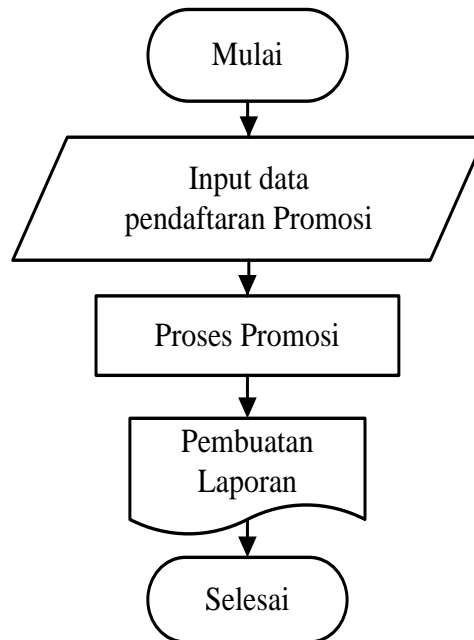 Mulai
Input data
pendaftaran Promosi
Proses Promosi
Pembuatan
Laporan
Selesai